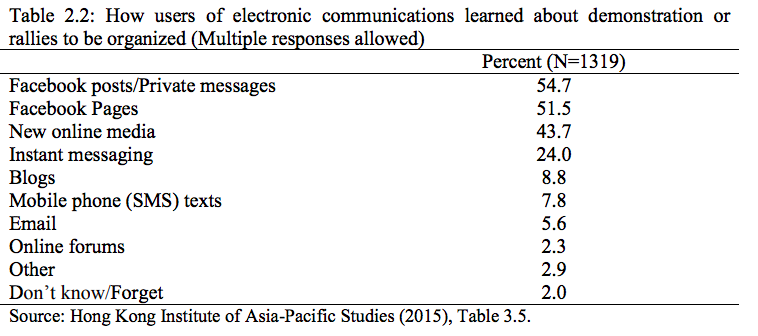 Table 2.2: How users of electronic communications learned about demonstration or
rallies to be organized (Multiple responses allowed)
Percent (N=1319)
Facebook posts/Private messages 54.7
Facebook Pages 51.5
New online media 43.7
Instant messaging 24.0
Blogs 8.8
Mobile phone (SMS) texts 7.8
Email 5.6
Online forums 2.3
Other 2.9
Don’t know/Forget 2.0
Source: Hong Kong Institute of Asia-Pacific Studies (2015), Table 3.5.